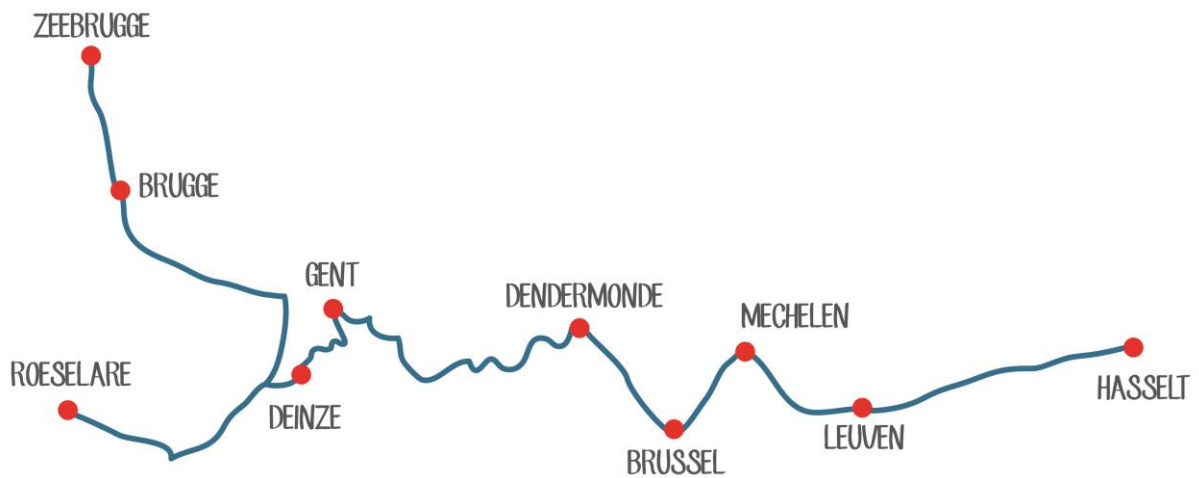 ZEEBRUGGE
BRUGGE
GENT
DENDERMONDE
MECHELEN
ROESELARE
DEINZE
HASSELT
LEUVEN
BRUSSEL